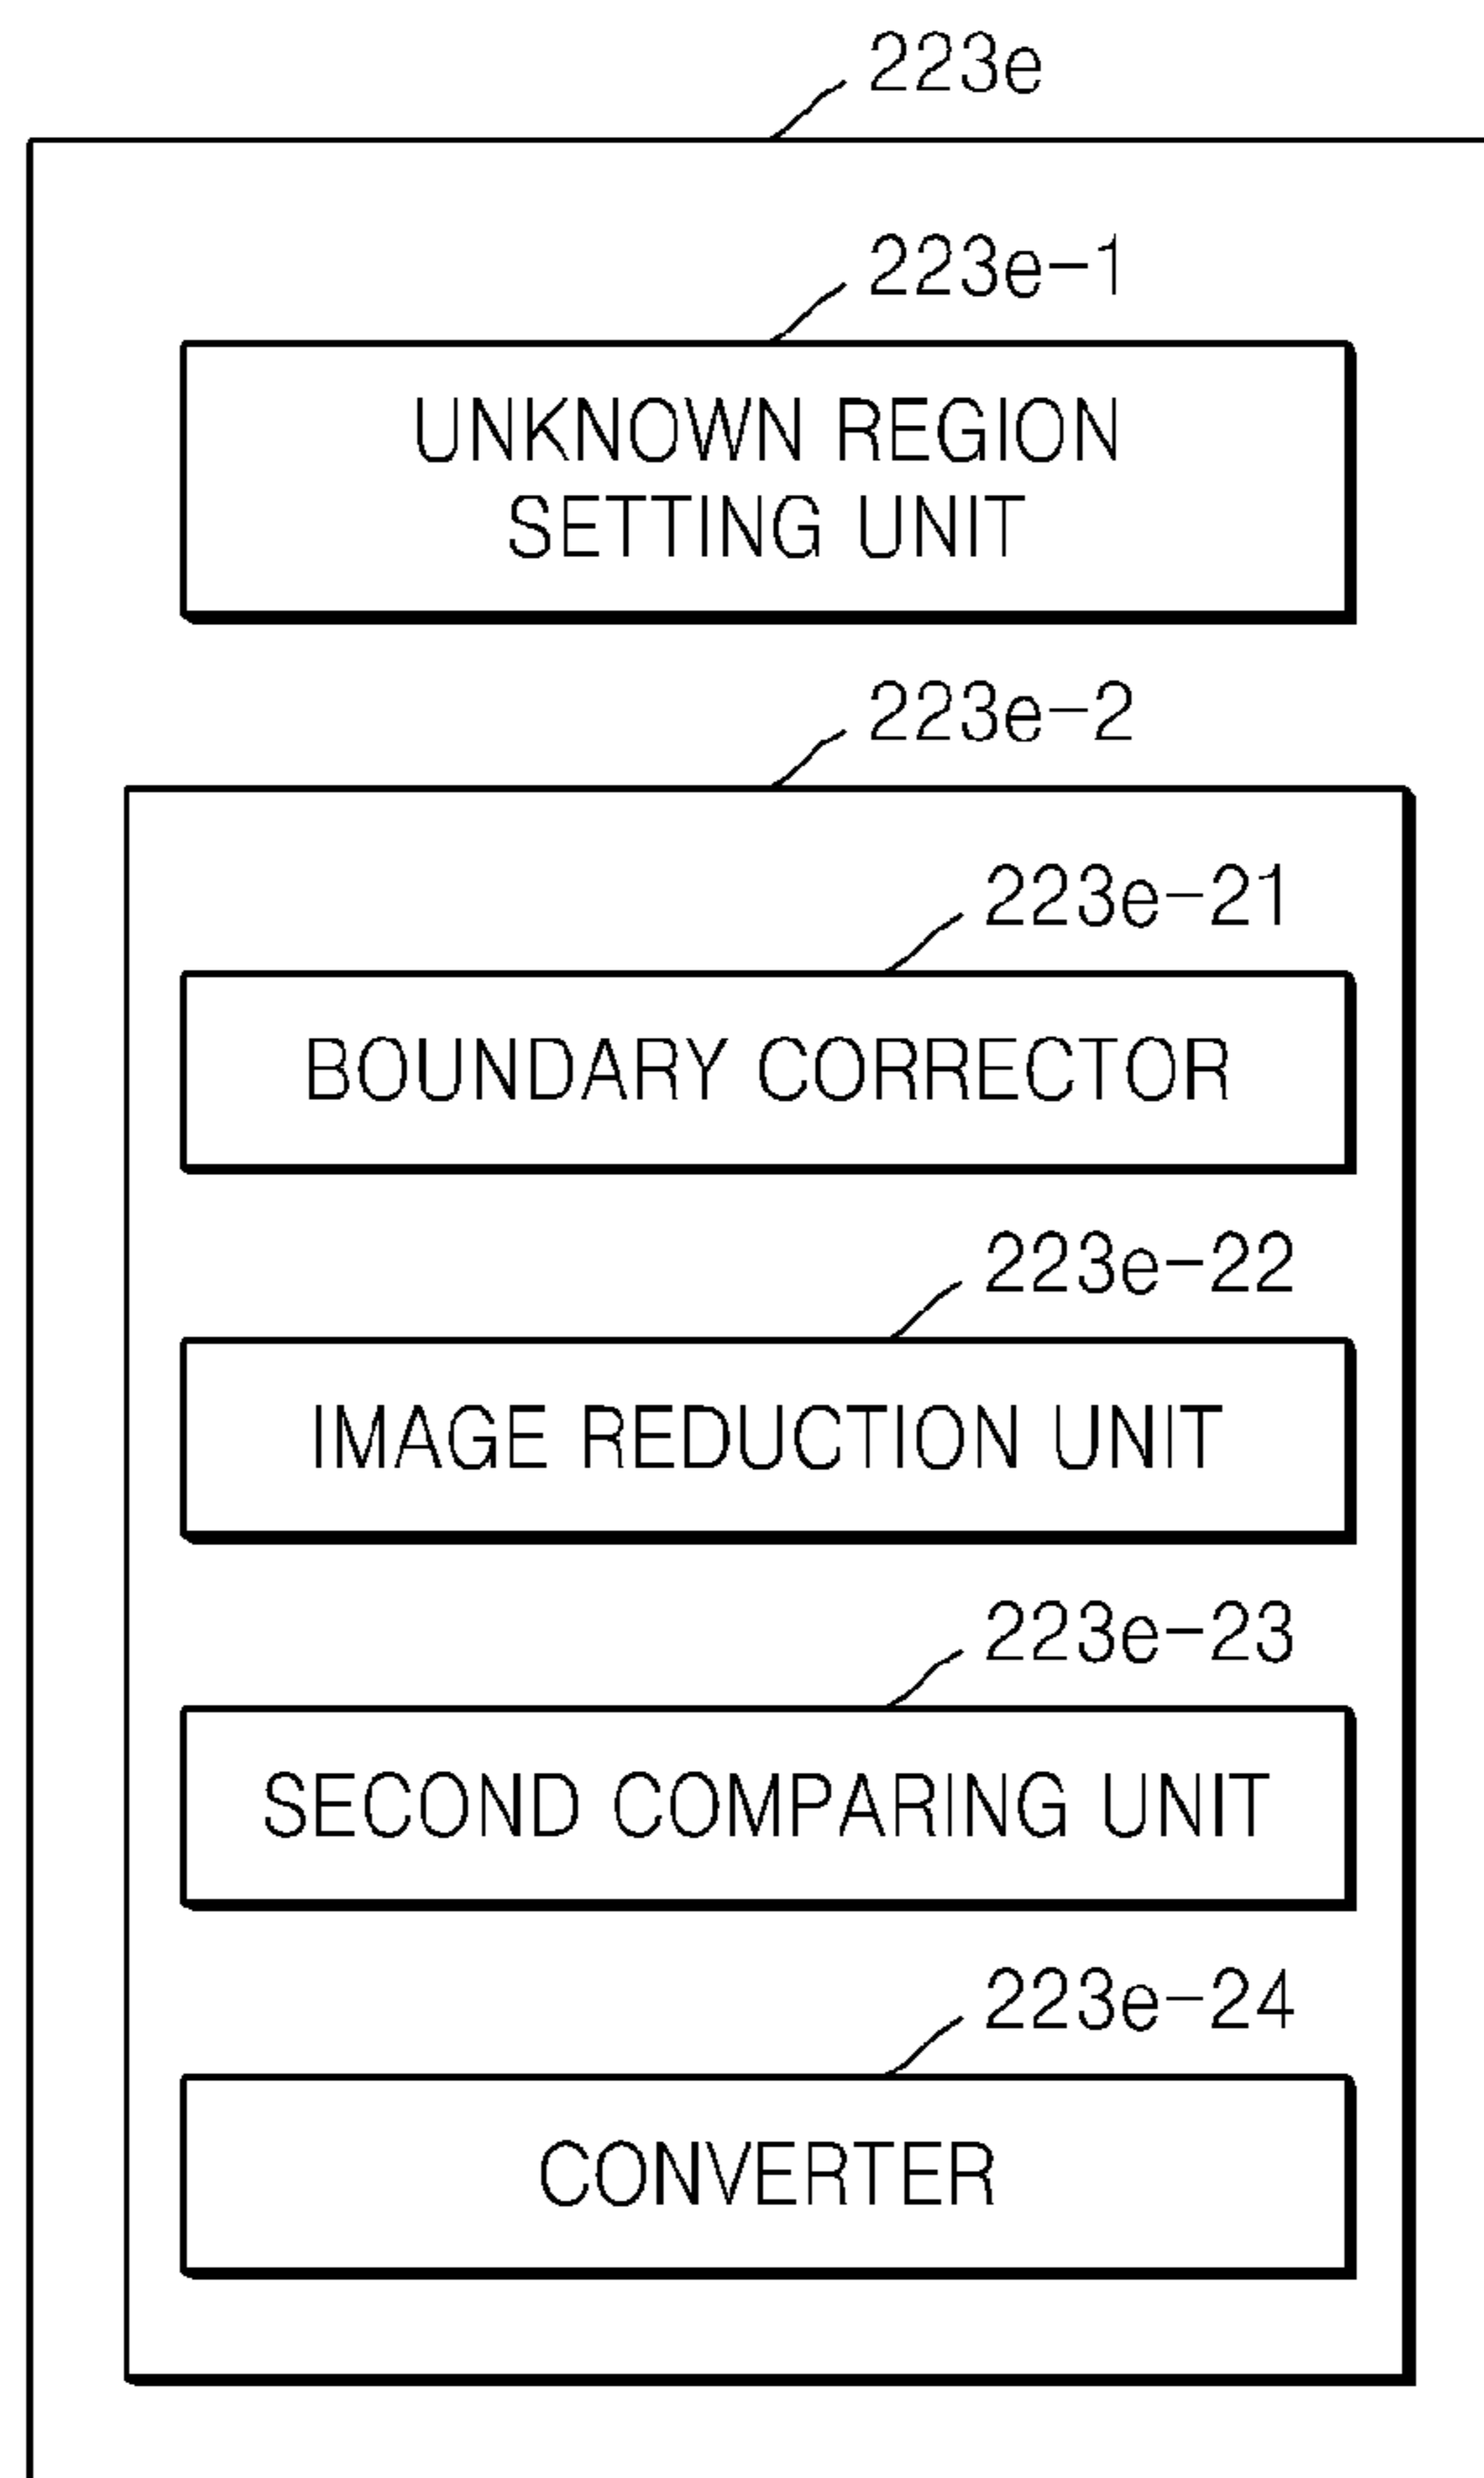 223e
223e-1
UNKNOWN REGION
SETTING UNIT
223e-2
223e-21
BOUNDARY CORRECTOR
223e-22
IMAGE REDUCTION UNIT
223e-23
SECOND COMPARING UNIT
223e-24
CONVERTER